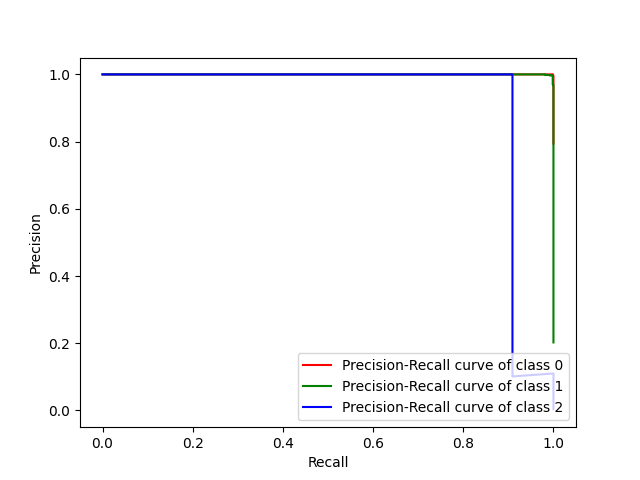 1.0
0.8
0.6
0.4
0.2
0.0
Precision
Precision-Recall curve of class 0
Precision-Recall curve of class 1
Precision-Recall curve of class 2
0.0 0.2 0.4 0.6 0.8 1.0
Recall